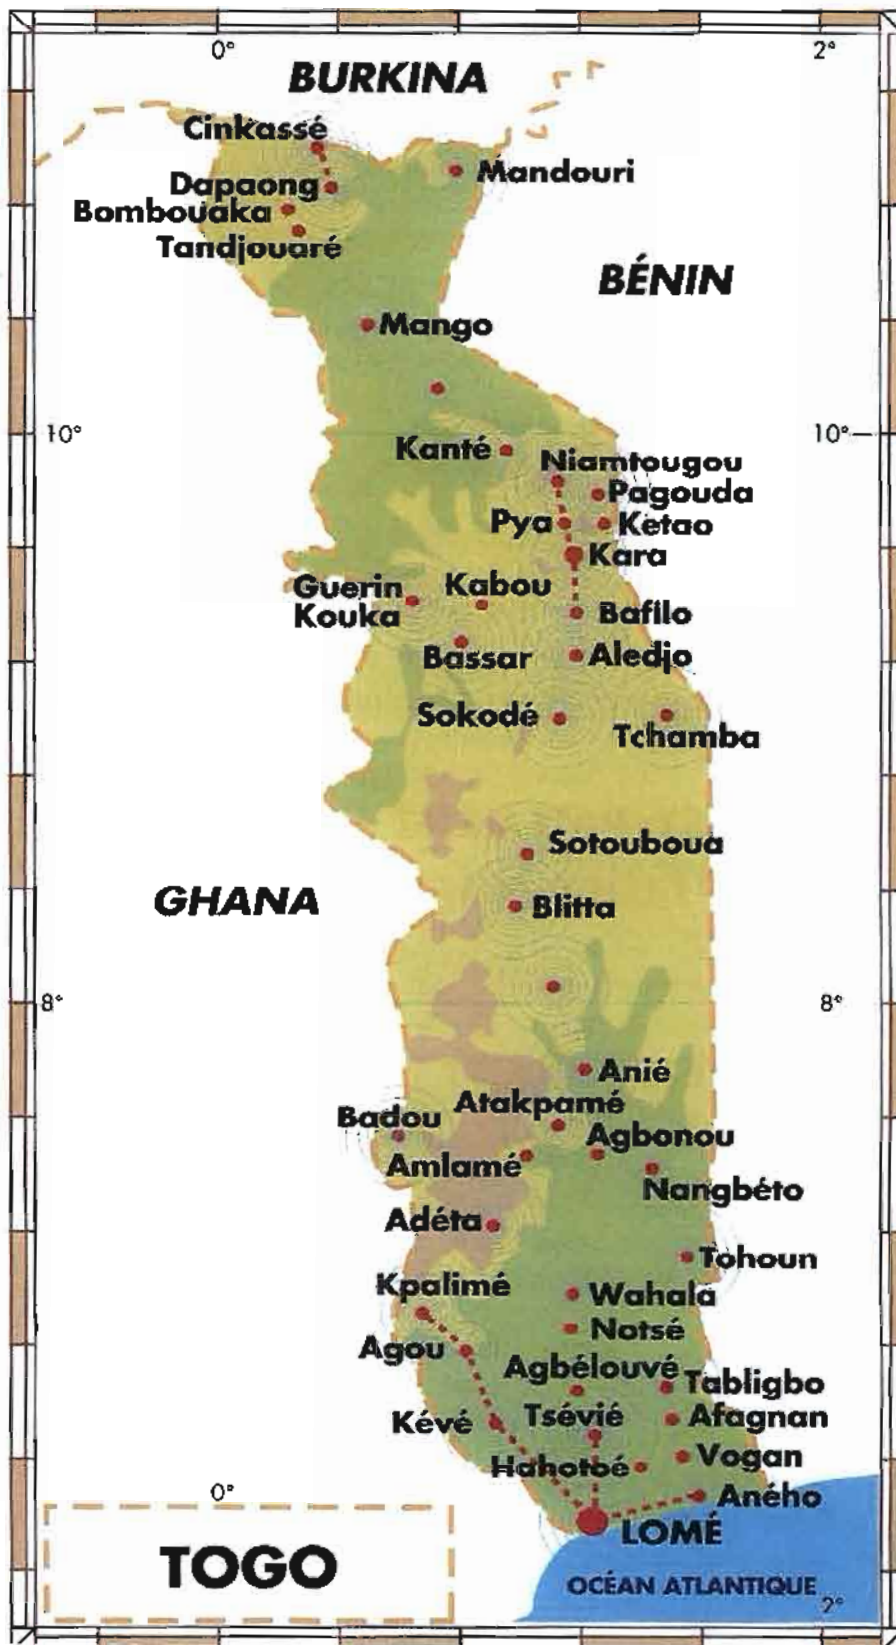 0°
2°
BURKINA
Cinkassé
Mandouri
Dapaong
Bombouaka
Tandjouaré
BÉNIN
Mango
10°
10°
Kanté
Niamtougou
Pagouda
Pya
Ketao
Kara
Guerin
Kouka
Kabou
Bafilo
Bassar
Aledjo
Sokodé
Tchamba
Sotouboua
GHANA
Blitta
8°
8°
Anié
Atakpamé
Badou
Agbonou
Amlamé
Nangbéto
Adéta
Tohoun
Kpalimé
Wahala
Notsé
Agou
Agbélouvé
Tabligbo
Kévé
Tsévié
Afagnan
Vogan
Hahotoé
0°
Aného
LOMÉ
TOGO
OCÉAN ATLANTIQUE
2°